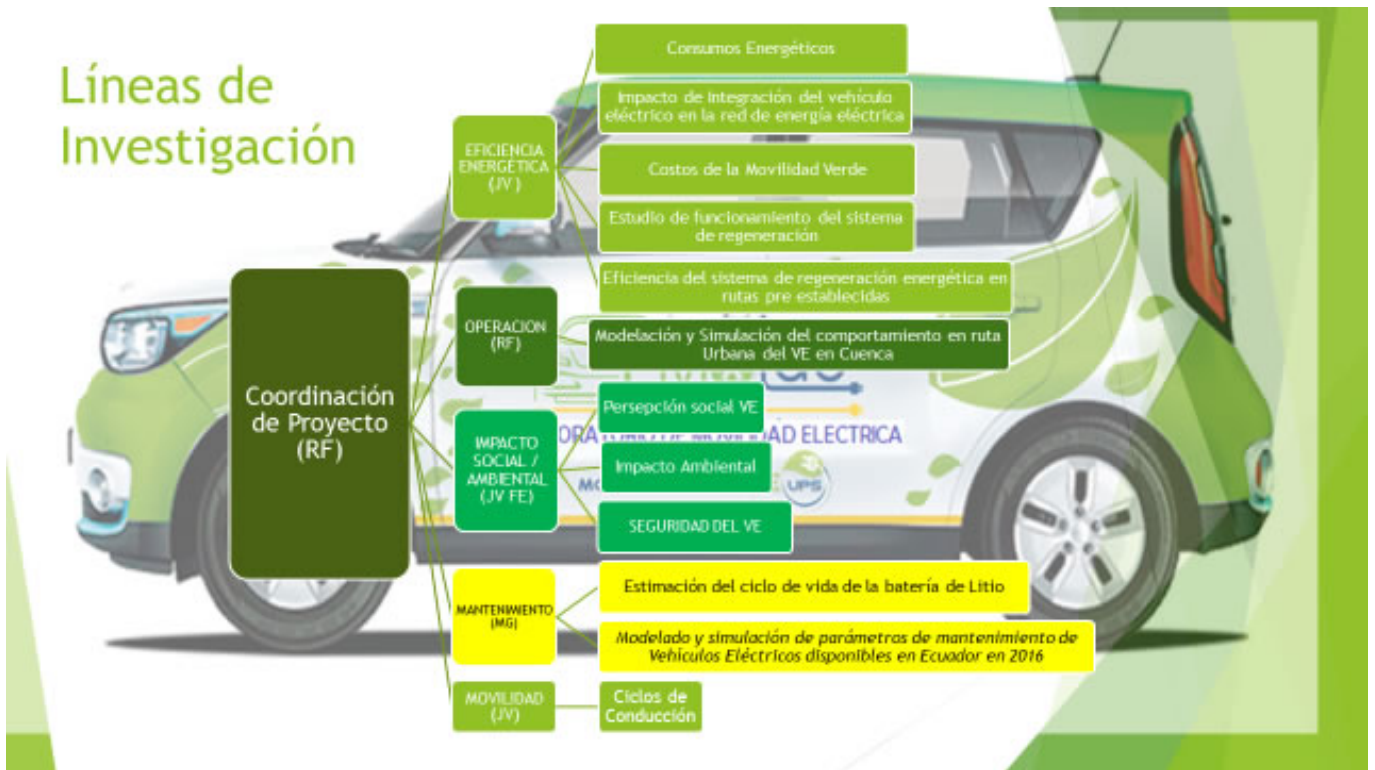 Líneas de
Investigación
Coordinación
de Proyecto
(RF)
EFICIENCIA
ENERGÉTICA
(JV )
Consumos Energéticos
Impacto de Integración del vehículo
eléctrico en la red de energía eléctrica
Costos de la Movilidad Verde
Estudio de funcionamiento del sistema
de regeneración
Eficiencia del sistema de regeneración energética en
rutas pre establecidas
OPERACION
(RF)
Modelación y Simulación del comportamiento en ruta
Urbana del VE en Cuenca
IMPACTO
SOCIAL /
AMBIENTAL
(JV FE)
Persepción social VE
Impacto Ambiental
SEGURIDAD DEL VE
MANTENIMIENTO
(MG)
Estimación del ciclo de vida de la batería de Litio
Modelado y simulación de parámetros de mantenimiento de
Vehículos Eléctricos disponibles en Ecuador en 2016
MOVILIDAD
(JV)
Ciclos de
Conducción
DE MOVILIDAD ELECTRICA
UPS